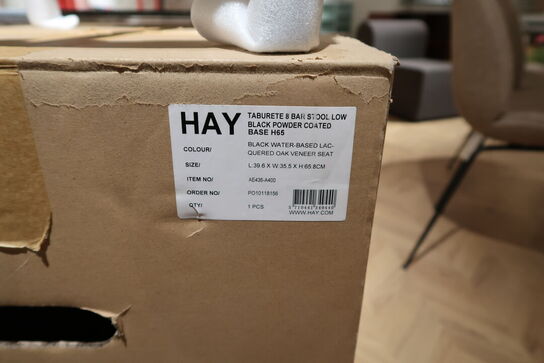 HAY
TABURETE 8 BAR STOOL LOW
BLACK POWDER COATED
BASE H65
COLOUR/ BLACK WATER-BASED LAC-
QUERED OAK VENEER SEAT
SIZE/ L:39.6 X W:35.5 X H:65.8CM
ITEM NO/ AE436-A400
ORDER NO/ PO10118156
QTY/ 1 PCS
WWW.HAY.COM